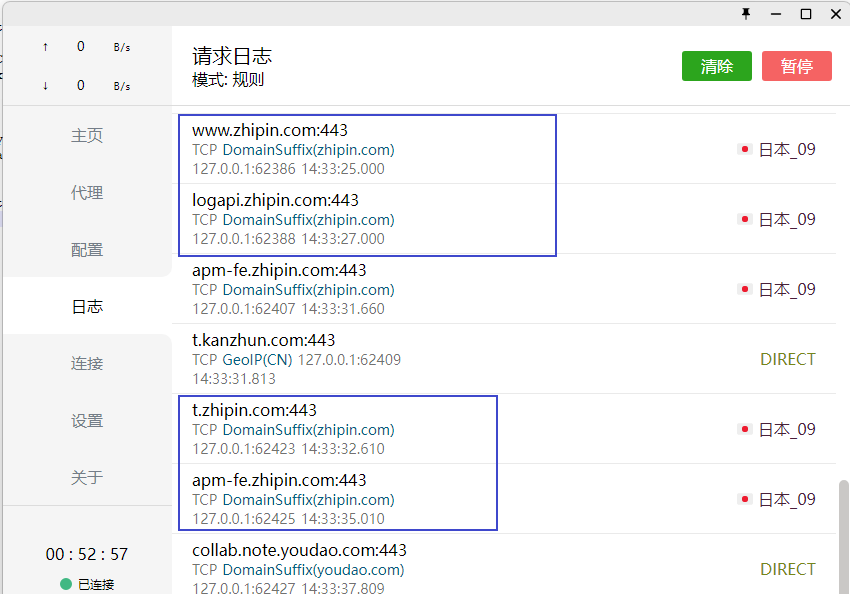 ↑ 0 B/s
↓ 0 B/s
主页
代理
配置
日志
连接
设置
关于
00 : 52 : 57
已连接
请求日志
模式: 规则
清除
暂停
www.zhipin.com:443
TCP DomainSuffix(zhipin.com)
127.0.0.1:62386 14:33:25.000
日本_09
logapi.zhipin.com:443
TCP DomainSuffix(zhipin.com)
127.0.0.1:62388 14:33:27.000
日本_09
apm-fe.zhipin.com:443
TCP DomainSuffix(zhipin.com)
127.0.0.1:62407 14:33:31.660
日本_09
t.kanzhun.com:443
TCP GeoIP(CN) 127.0.0.1:62409
14:33:31.813
DIRECT
t.zhipin.com:443
TCP DomainSuffix(zhipin.com)
127.0.0.1:62423 14:33:32.610
日本_09
apm-fe.zhipin.com:443
TCP DomainSuffix(zhipin.com)
127.0.0.1:62425 14:33:35.010
日本_09
collab.note.youdao.com:443
TCP DomainSuffix(youdao.com)
127.0.0.1:62427 14:33:37.809
DIRECT